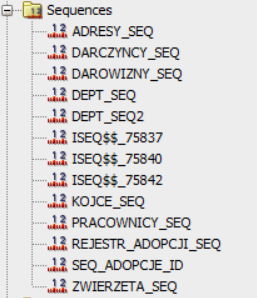 Sequences
ADRESY_SEQ
DARCZYNCY_SEQ
DAROWIZNY_SEQ
DEPT_SEQ
DEPT_SEQ2
ISEQ$$_75837
ISEQ$$_75840
ISEQ$$_75842
KOJCE_SEQ
PRACOWNICY_SEQ
REJESTR_ADOPCJI_SEQ
SEQ_ADOPCJE_ID
ZWIERZETA_SEQ